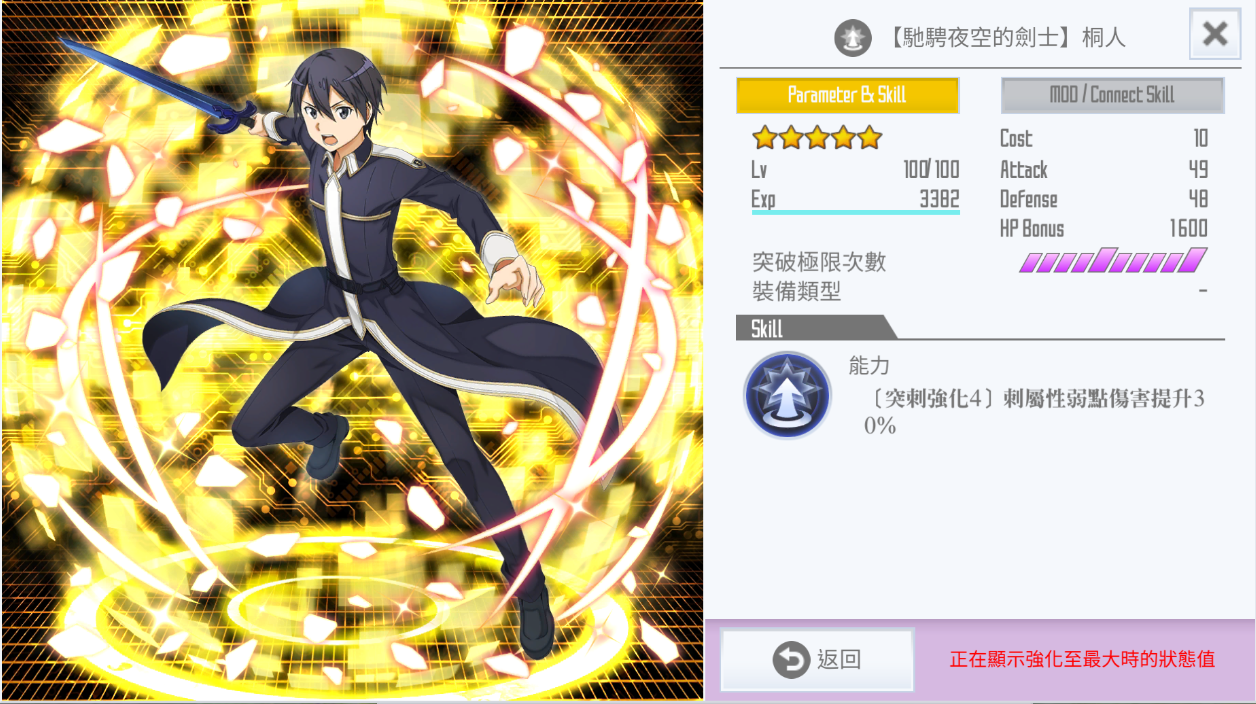 【馳騁夜空的劍士】桐人
Parameter & Skill
MOD / Connect Skill
Lv 100/100
Exp 3382
Cost 10
Attack 49
Defense 48
HP Bonus 1600
突破極限次數
裝備類型 -
Skill
能力
〔突刺強化4〕刺屬性弱點傷害提升3
0%
返回
正在顯示強化至最大時的狀態值